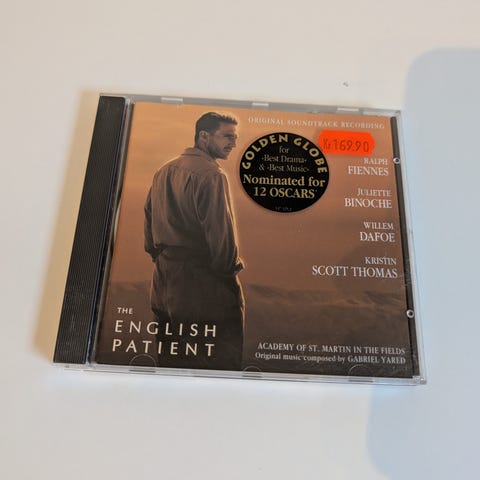 ORIGINAL SOUNDTRACK RECORDING
Kr 169.90
GOLDEN GLOBE
for
-Best Drama-
& -Best Music-
Nominated for
12 OSCARS
RALPH
FIENNES
JULIETTE
BINOCHE
WILLEM
DAFOE
KRISTIN
SCOTT THOMAS
THE
ENGLISH
PATIENT
ACADEMY OF ST. MARTIN IN THE FIELDS
Original music composed by GABRIEL YARED